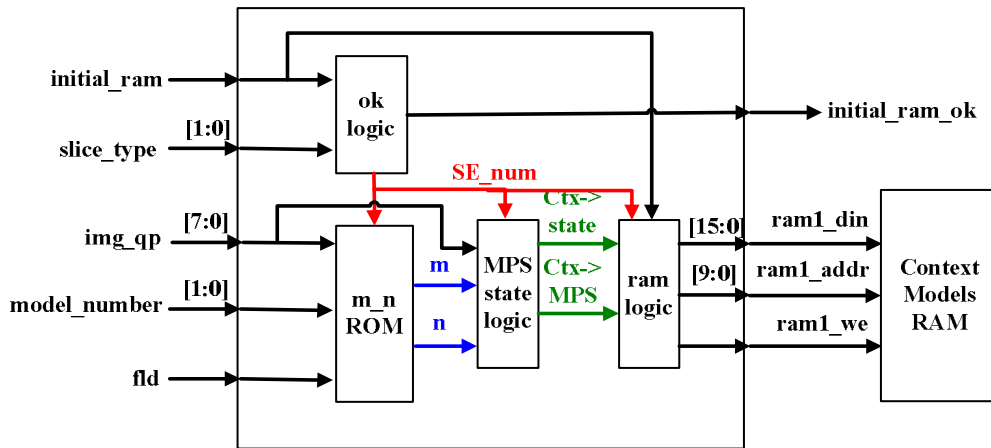 initial_ram
[1:0]
slice_type
[7:0]
img_qp
[1:0]
model_number
fld
ok
logic
SE_num
m_n
ROM
m
n
MPS
state
logic
Ctx->
state
Ctx->
MPS
ram
logic
initial_ram_ok
[15:0]
ram1_din
[9:0]
ram1_addr
ram1_we
Context
Models
RAM